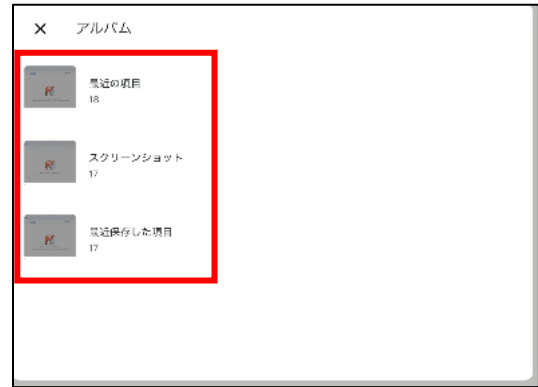 × アルバム
最近の項目
18
スクリーンショット
17
最近保存した項目
17